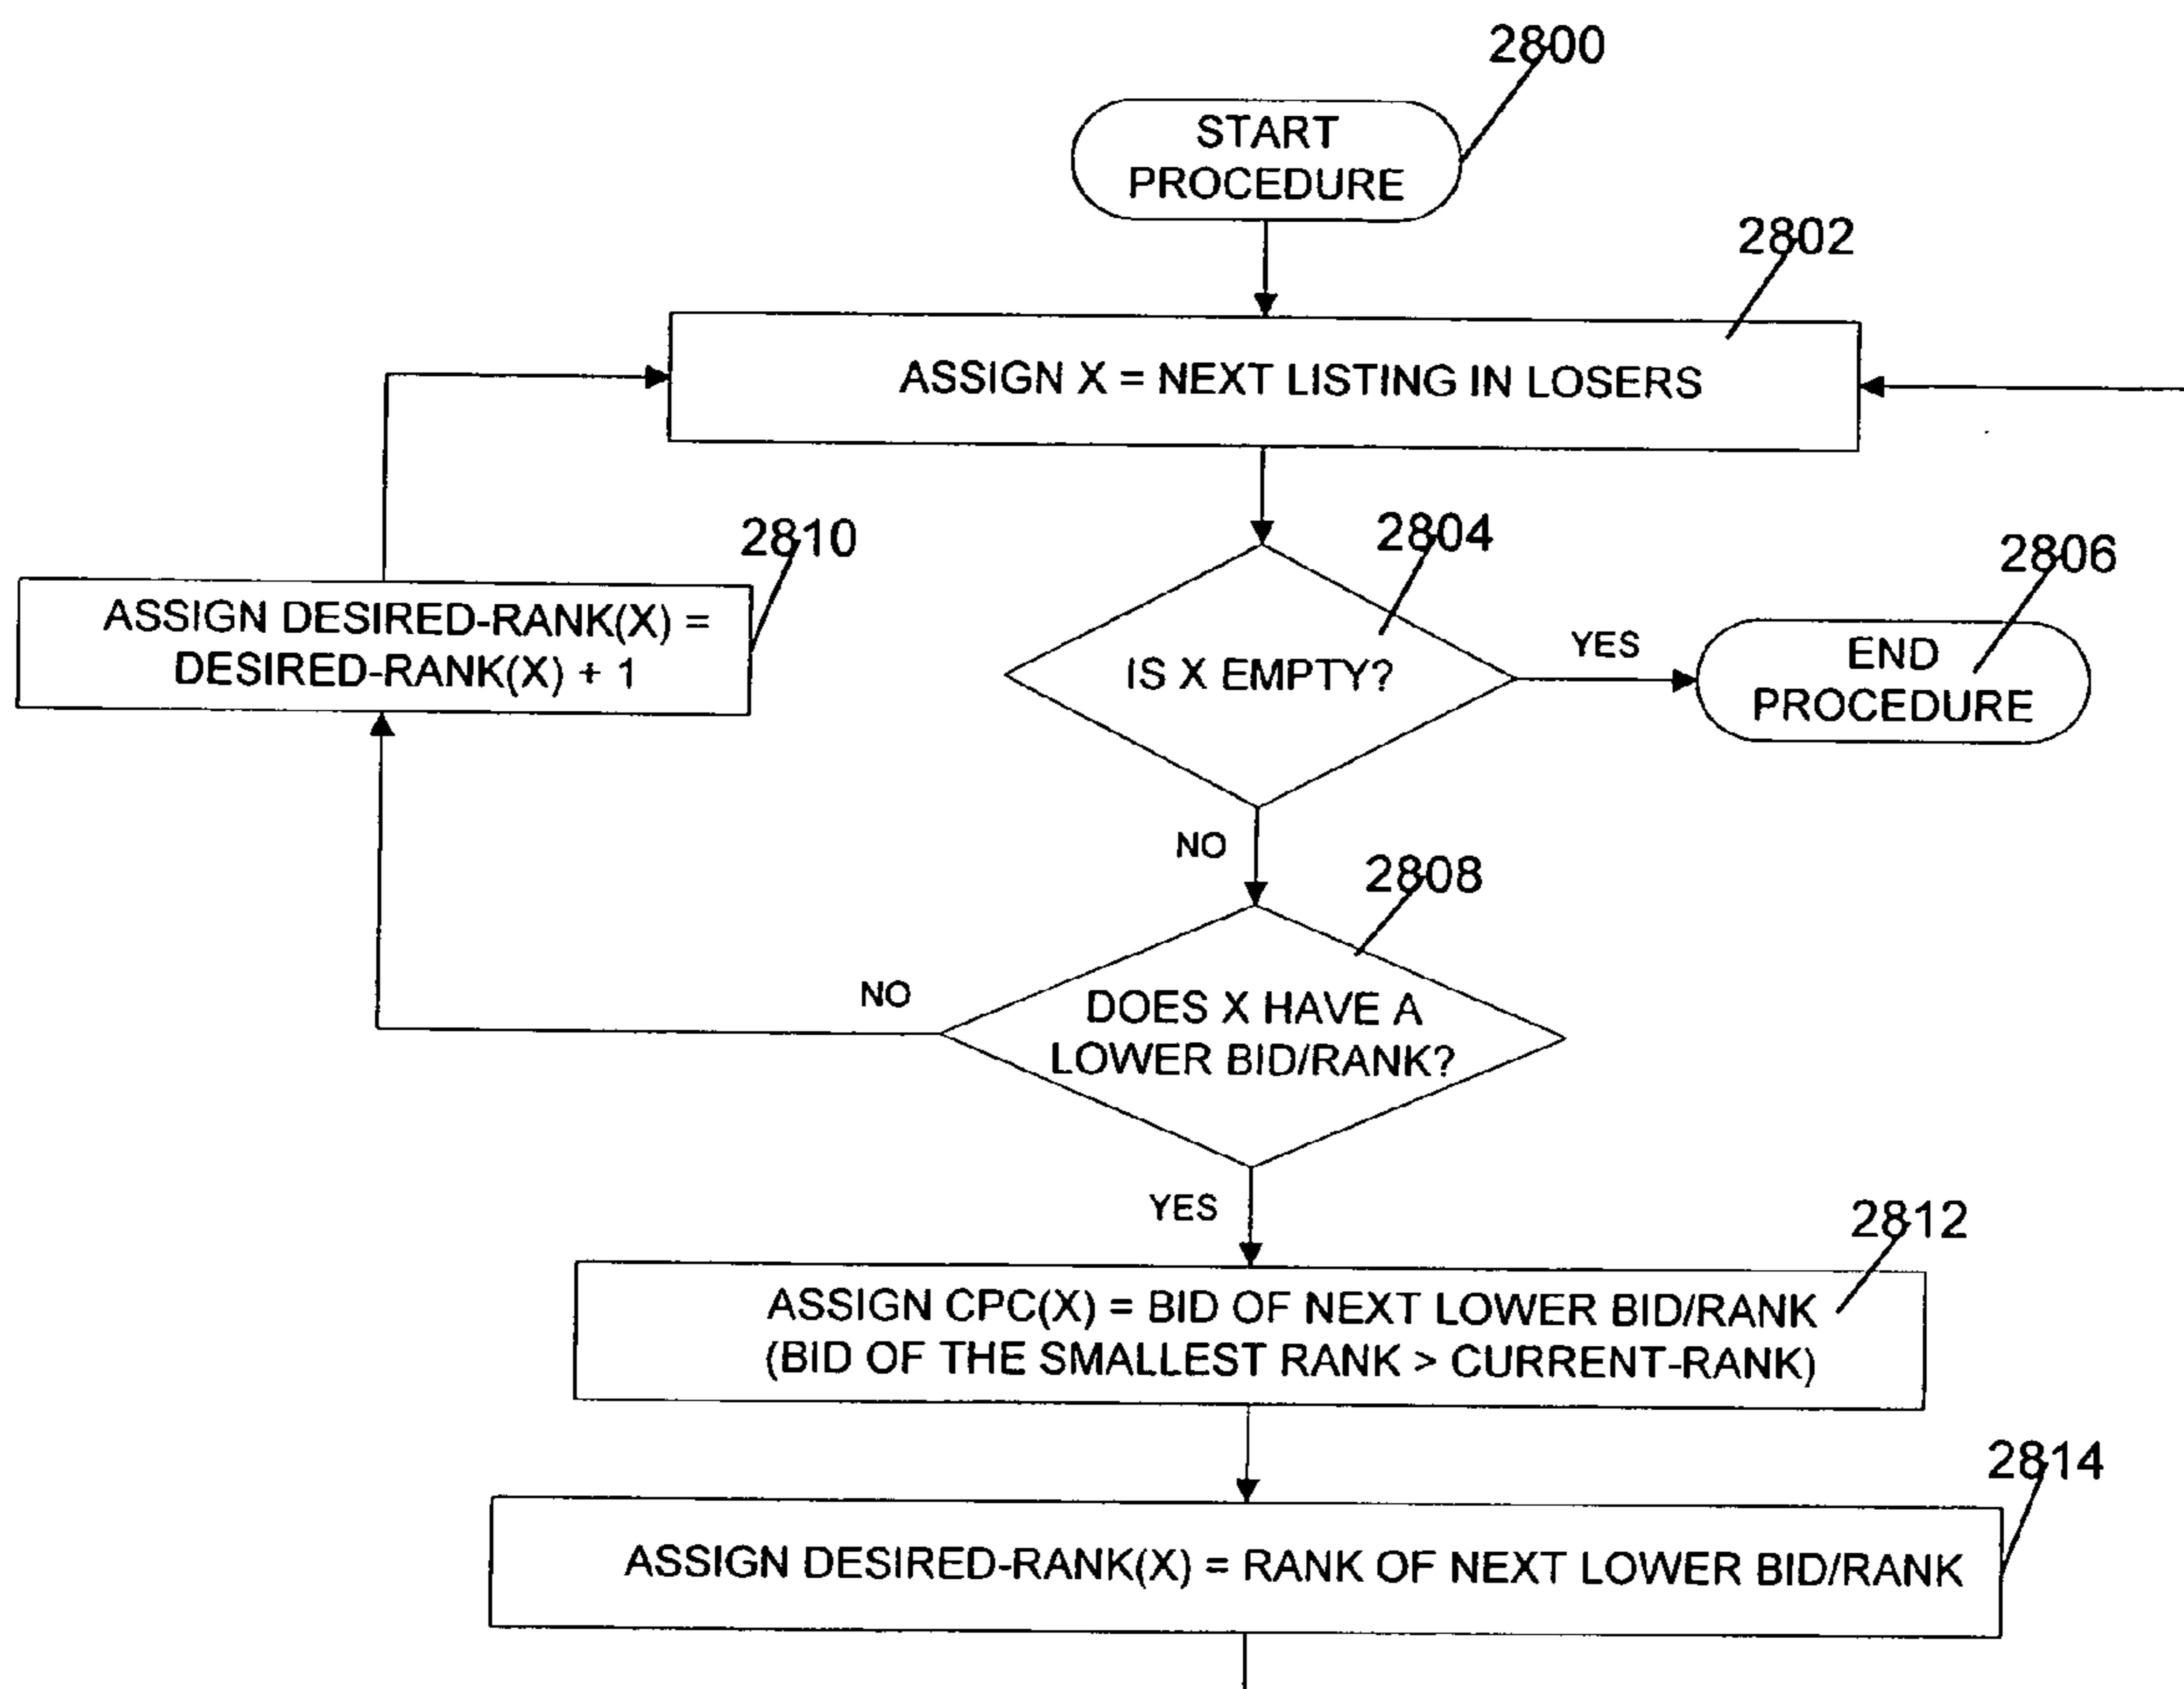 2800
START
PROCEDURE
2802
ASSIGN X = NEXT LISTING IN LOSERS
2810
ASSIGN DESIRED-RANK(X) =
DESIRED-RANK(X) + 1
2804
IS X EMPTY?
YES
2806
END
PROCEDURE
NO
2808
DOES X HAVE A
LOWER BID/RANK?
NO
YES
2812
ASSIGN CPC(X) = BID OF NEXT LOWER BID/RANK
(BID OF THE SMALLEST RANK > CURRENT-RANK)
2814
ASSIGN DESIRED-RANK(X) = RANK OF NEXT LOWER BID/RANK